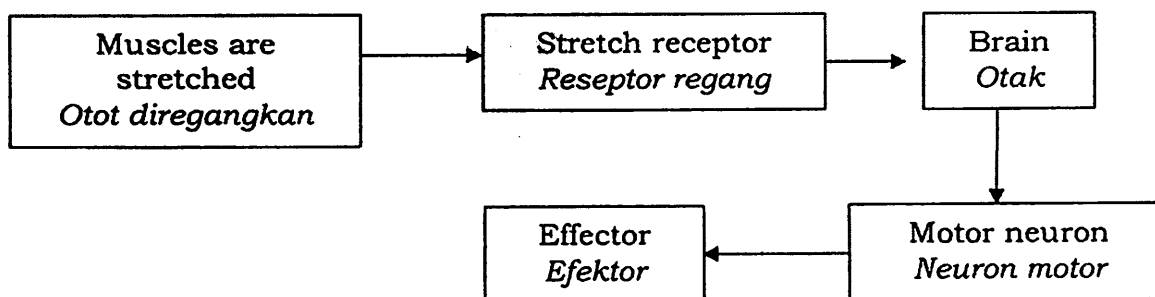 Muscles are
stretched
Otot diregangkan
Stretch receptor
Reseptor regang
Brain
Otak
Motor neuron
Neuron motor
Effector
Efektor